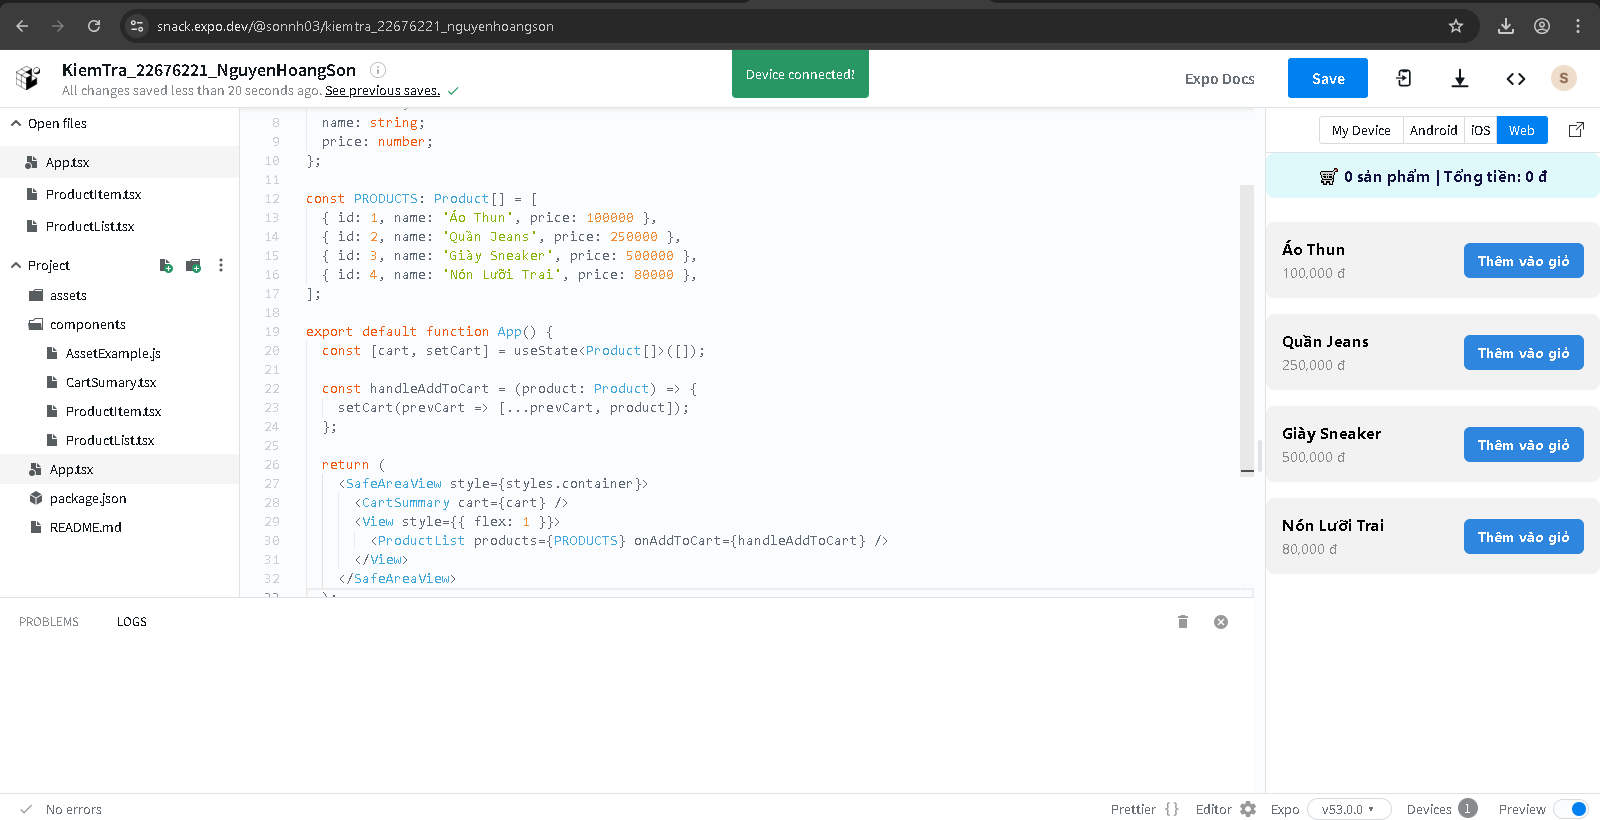 snack.expo.dev/@sonnh03/kiemtra_22676221_nguyenhoangson
KiemTra_22676221_NguyenHoangSon
All changes saved less than 20 seconds ago. See previous saves.
Device connected!
Expo Docs
Save
S
Open files
App.tsx
ProductItem.tsx
ProductList.tsx
Project
assets
components
AssetExample.js
CartSumary.tsx
ProductItem.tsx
ProductList.tsx
App.tsx
package.json
README.md
8 name: string;
9 price: number;
10 };
11
12 const PRODUCTS: Product[] = [
13 { id: 1, name: 'Áo Thun', price: 100000 },
14 { id: 2, name: 'Quần Jeans', price: 250000 },
15 { id: 3, name: 'Giày Sneaker', price: 500000 },
16 { id: 4, name: 'Nón Lưỡi Trai', price: 80000 },
17 ];
18
19 export default function App() {
20 const [cart, setCart] = useState<Product[]>([]);
21
22 const handleAddToCart = (product: Product) => {
23 setCart(prevCart => [...prevCart, product]);
24 };
25
26 return (
27 <SafeAreaView style={styles.container}>
28 <CartSummary cart={cart} />
29 <View style={{ flex: 1 }}>
30 <ProductList products={PRODUCTS} onAddToCart={handleAddToCart} />
31 </View>
32 </SafeAreaView>
33 );
My Device Android iOS Web
🛒 0 sản phẩm | Tổng tiền: 0 đ
Áo Thun
100,000 đ
Thêm vào giỏ
Quần Jeans
250,000 đ
Thêm vào giỏ
Giày Sneaker
500,000 đ
Thêm vào giỏ
Nón Lưỡi Trai
80,000 đ
Thêm vào giỏ
PROBLEMS LOGS
No errors
Prettier {} Editor Expo v53.0.0 Devices 1 Preview